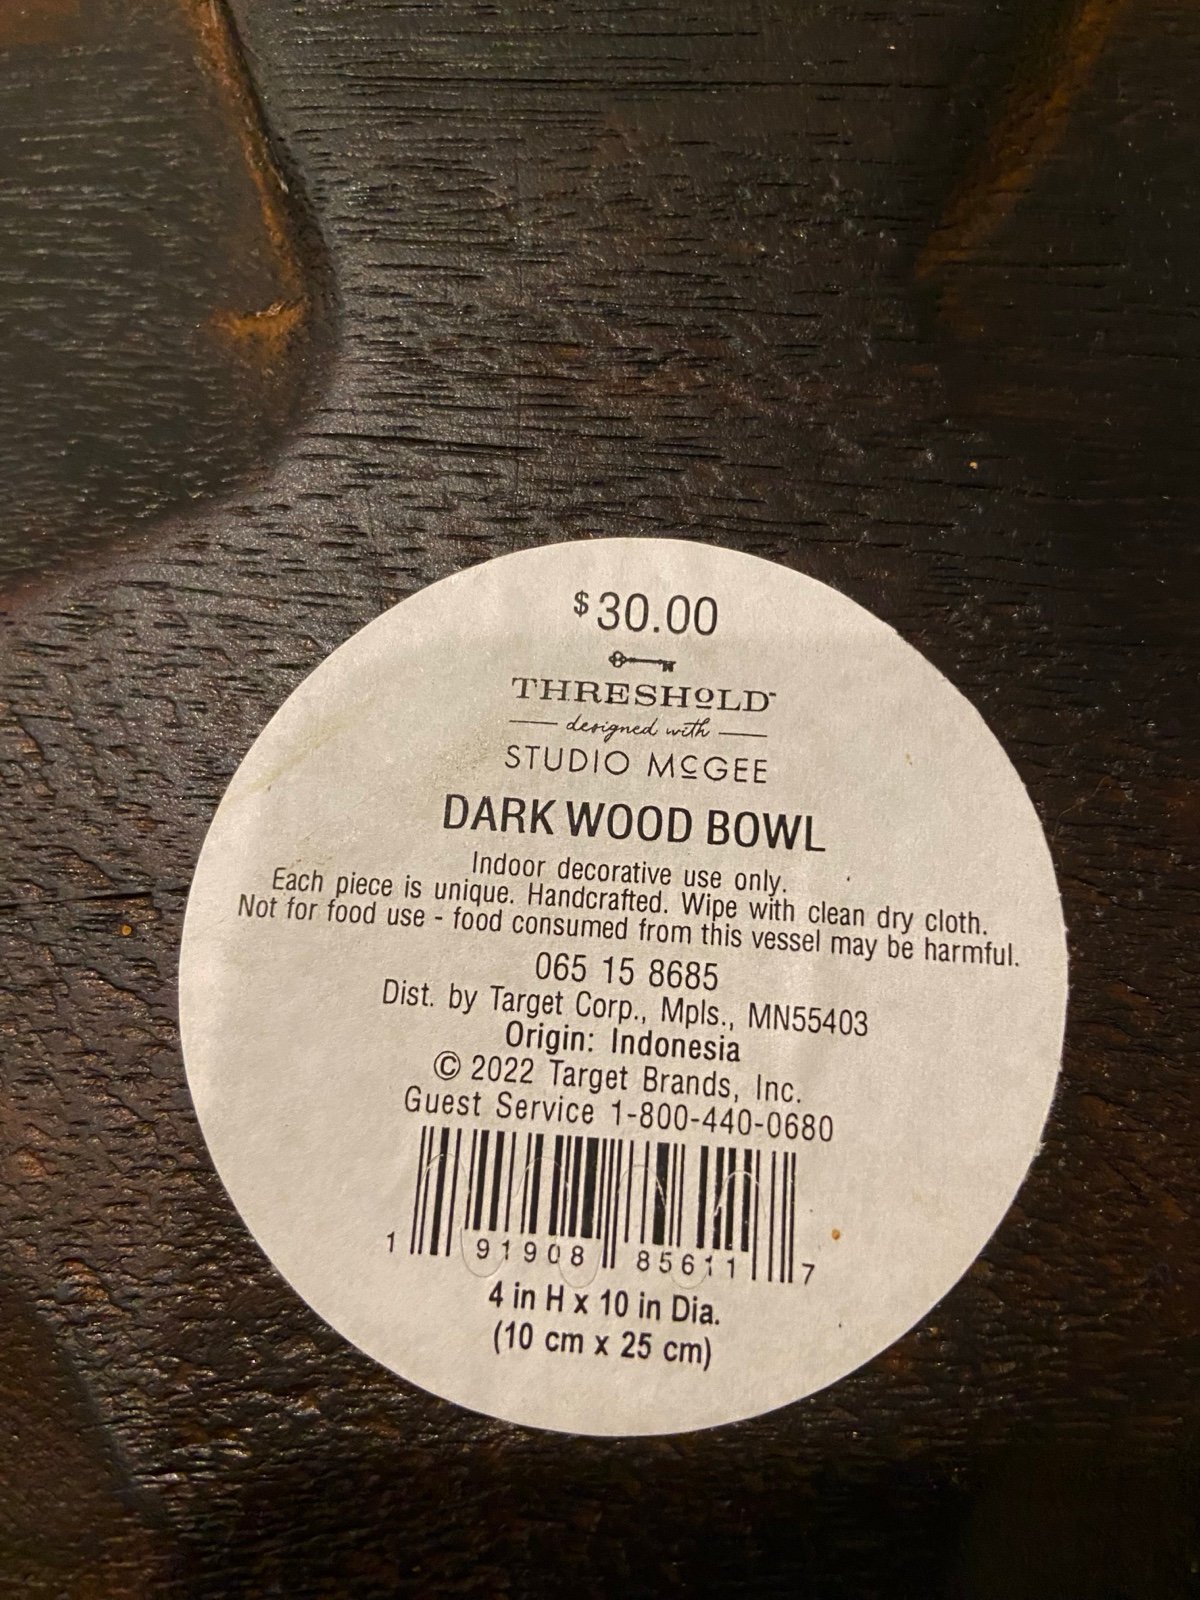 $30.00
THRESHOLD™
designed with
STUDIO McGEE
DARK WOOD BOWL
Indoor decorative use only.
Each piece is unique. Handcrafted. Wipe with clean dry cloth.
Not for food use - food consumed from this vessel may be harmful.
065 15 8685
Dist. by Target Corp., Mpls., MN55403
Origin: Indonesia
© 2022 Target Brands, Inc.
Guest Service 1-800-440-0680
1 91908 85611 7
4 in H x 10 in Dia.
(10 cm x 25 cm)